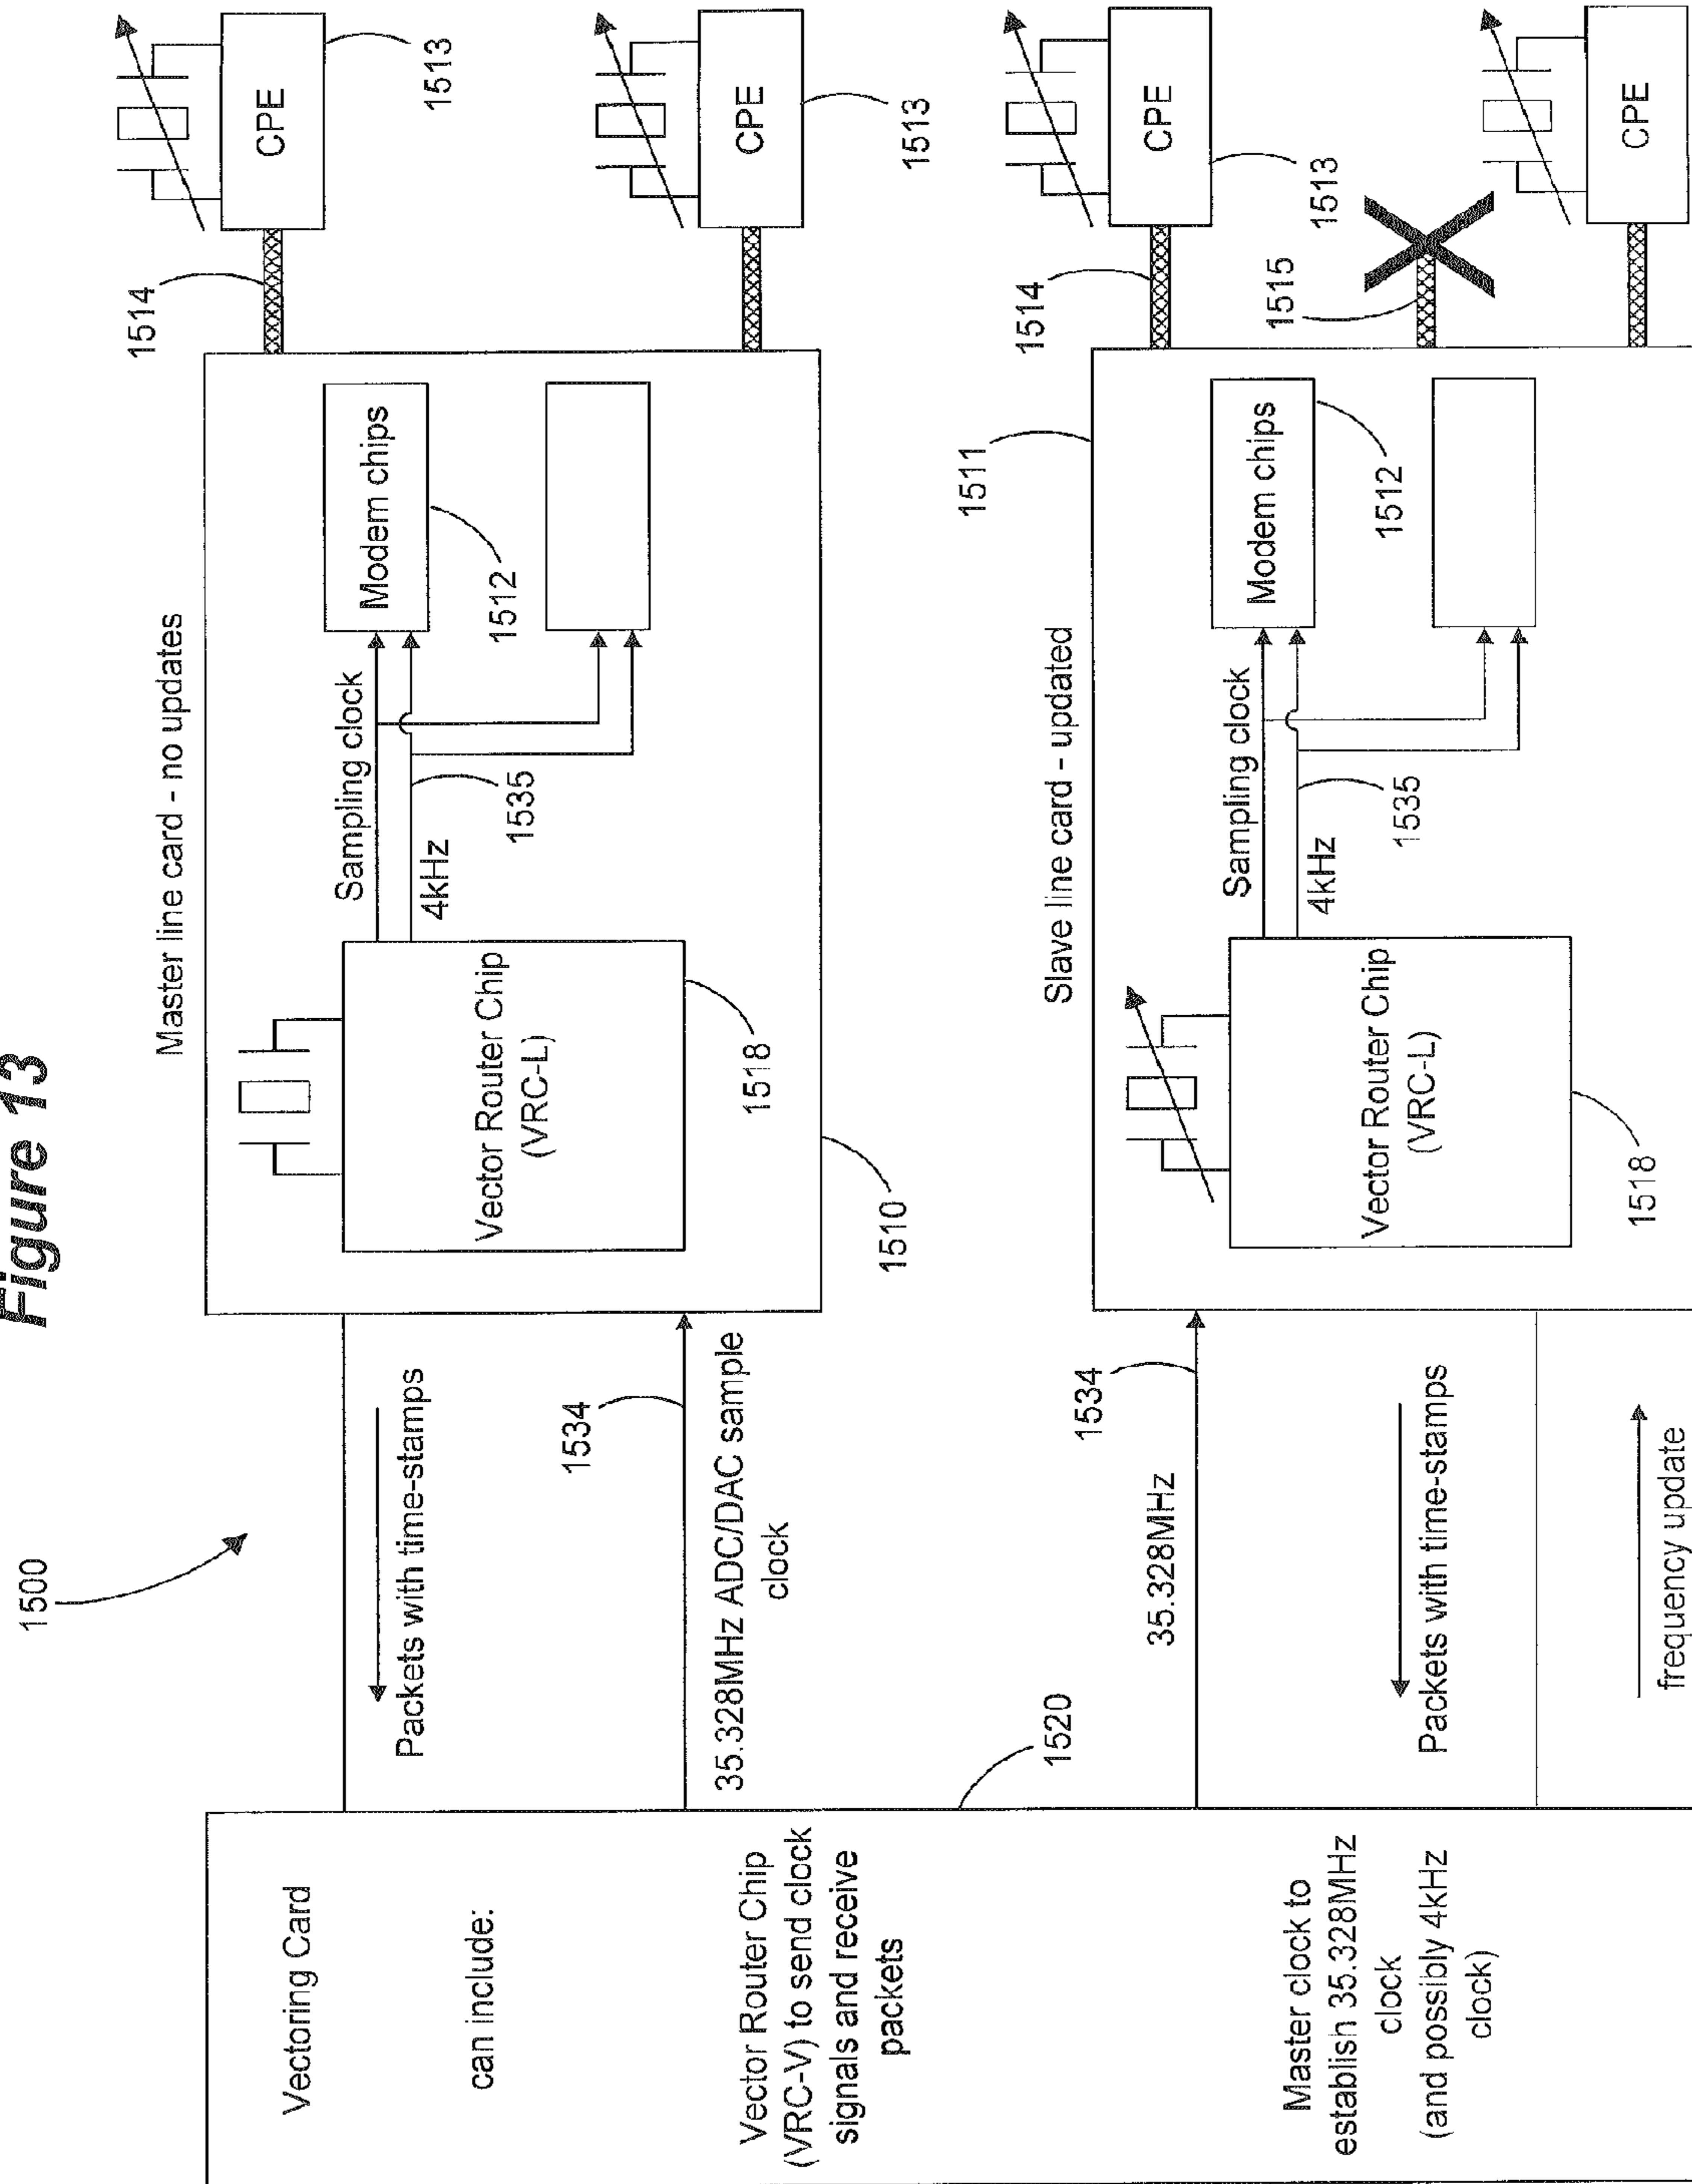 Figure 13
1500
Vectoring Card
can include:
Vector Router Chip
(VRC-V) to send clock
signals and receive
packets
Master clock to
establish 35.328MHz
clock
(and possibly 4kHz
clock)
1520
Packets with time-stamps
1534
35.328MHz ADC/DAC sample
clock
1534
35.328MHz
Packets with time-stamps
frequency update
Master line card - no updates
Vector Router Chip
(VRC-L)
1518
1510
Sampling clock
4kHz
1535
Modem chips
1512
1514
CPE
1513
CPE
1513
Slave line card - updated
1511
Vector Router Chip
(VRC-L)
1518
Sampling clock
4kHz
1535
Modem chips
1512
1514
CPE
1513
1515
CPE